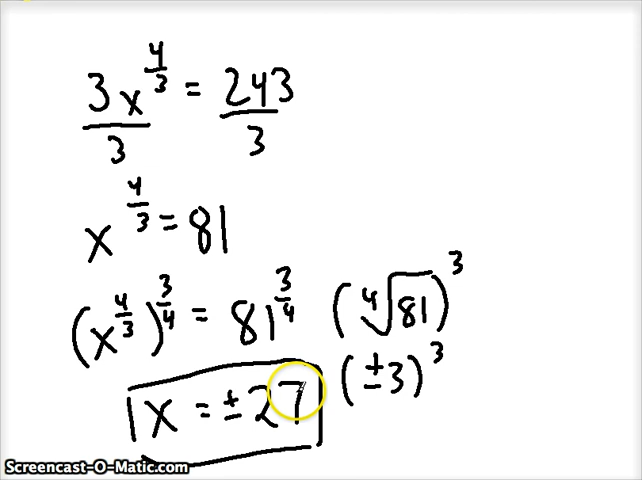 3x^(4/3) = 243
3 3
x^(4/3) = 81
(x^(4/3))^(3/4) = 81^(3/4) (⁴√81)^3
x = ±27 (±3)^3
Screencast-O-Matic.com